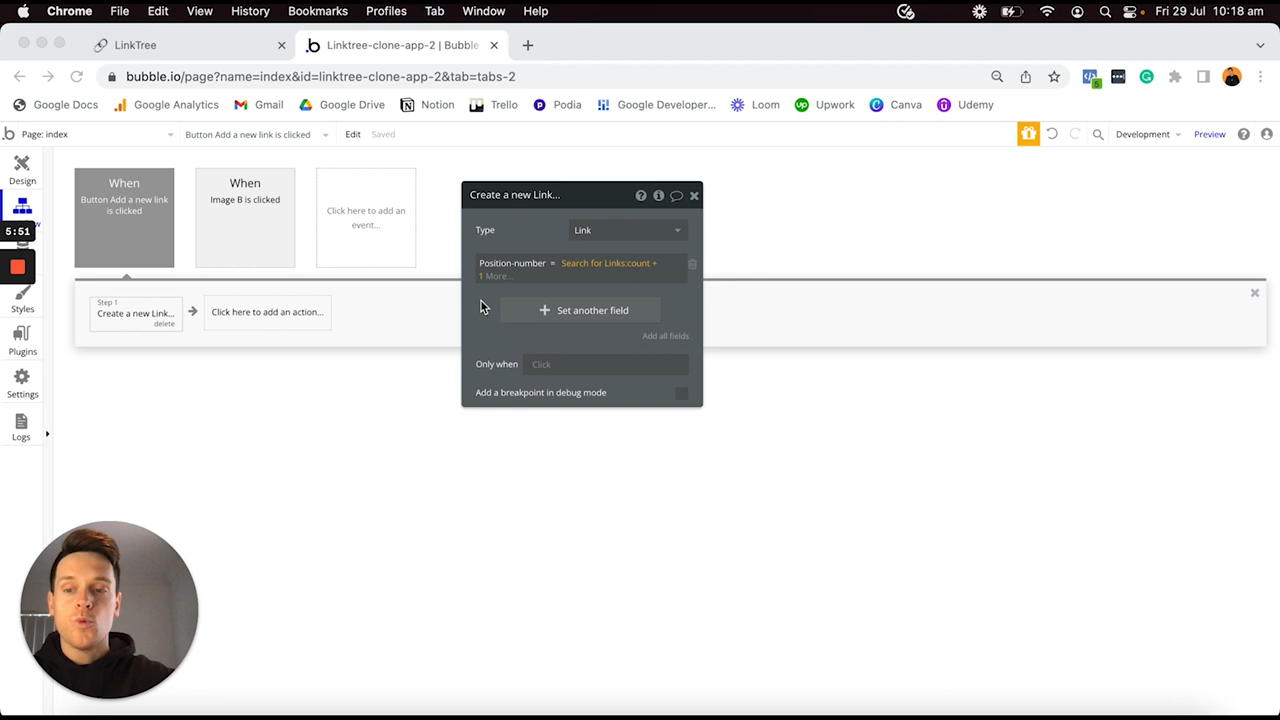 Chrome File Edit View History Bookmarks Profiles Tab Window Help Fri 29 Jul 10:18 am
LinkTree Linktree-clone-app-2 | Bubble
bubble.io/page?name=index&id=linktree-clone-app-2&tab=tabs-2 6
Google Docs Google Analytics Gmail Google Drive Notion Trello Podia Google Developer... Loom Upwork Canva Udemy
Page: index Button Add a new link is clicked Edit Saved Development Preview
Design
5:51
Styles
Plugins
Settings
Logs
When
Button Add a new link
is clicked
When
Image B is clicked
Click here to add an
event...
Step 1
Create a new Link...
delete
Click here to add an action...
Create a new Link...
Type Link
Position-number = Search for Links:count +
1 More...
Set another field
Add all fields
Only when Click
Add a breakpoint in debug mode